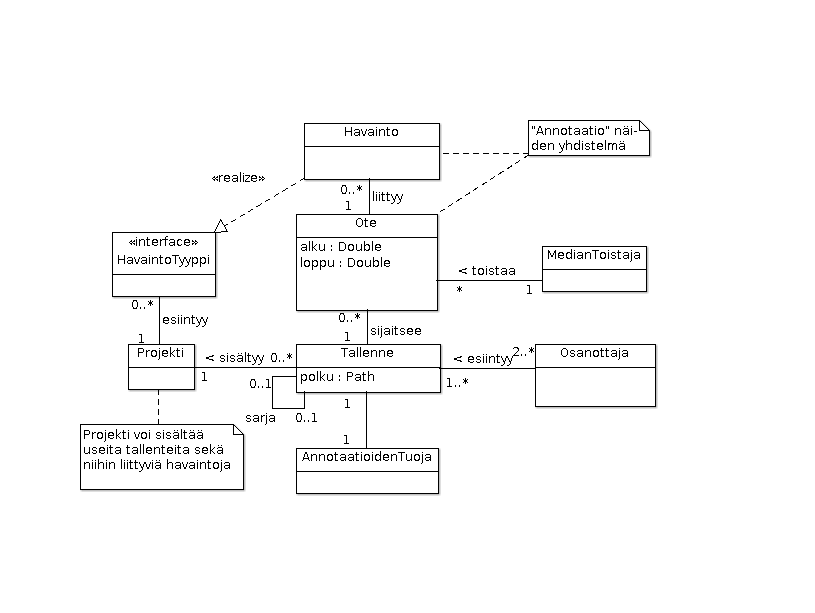 Havainto
"Annotaatio" näi-
den yhdistelmä
«realize»
0..*
liittyy
1
Ote
alku : Double
loppu : Double
«interface»
HavaintoTyyppi
MedianToistaja
< toistaa
*
1
0..*
esiintyy
1
0..*
sijaitsee
1
Projekti
< sisältyy
0..*
1
Tallenne
polku : Path
< esiintyy
2..*
1..*
Osanottaja
0..1
sarja
0..1
1
1
AnnotaatioidenTuoja
Projekti voi sisältää
useita tallenteita sekä
niihin liittyviä havaintoja